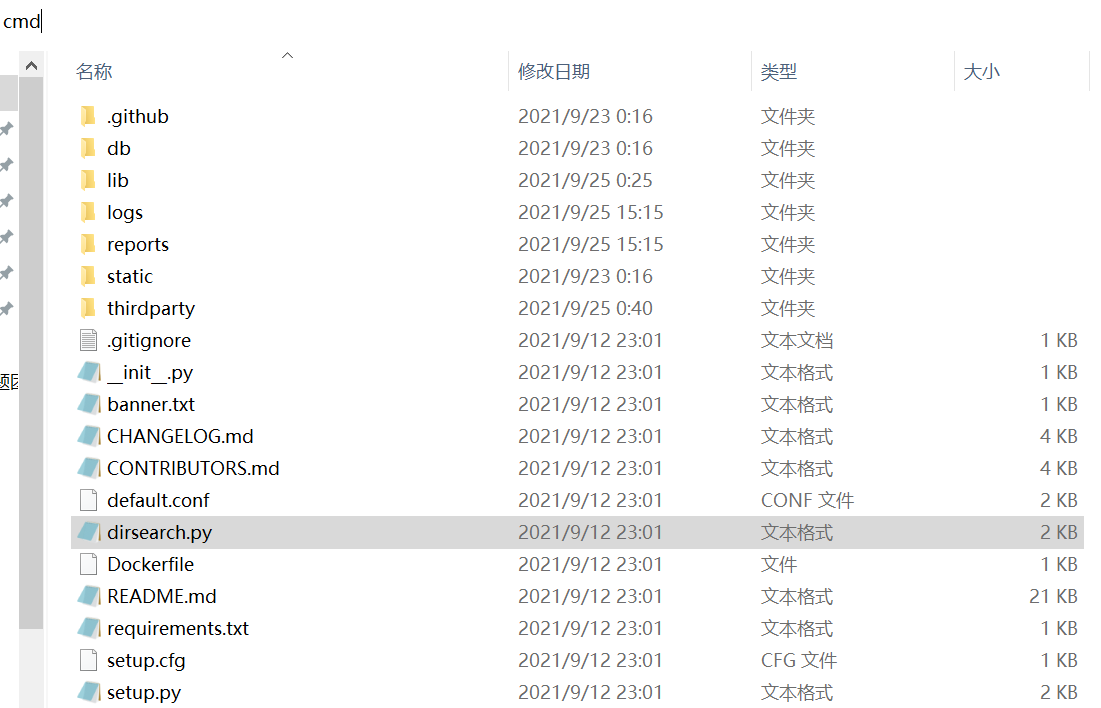 cmd
名称 修改日期 类型 大小
.github 2021/9/23 0:16 文件夹
db 2021/9/23 0:16 文件夹
lib 2021/9/25 0:25 文件夹
logs 2021/9/25 15:15 文件夹
reports 2021/9/25 15:15 文件夹
static 2021/9/23 0:16 文件夹
thirdparty 2021/9/25 0:40 文件夹
.gitignore 2021/9/12 23:01 文本文档 1 KB
__init__.py 2021/9/12 23:01 文本格式 1 KB
banner.txt 2021/9/12 23:01 文本格式 1 KB
CHANGELOG.md 2021/9/12 23:01 文本格式 4 KB
CONTRIBUTORS.md 2021/9/12 23:01 文本格式 4 KB
default.conf 2021/9/12 23:01 CONF 文件 2 KB
dirsearch.py 2021/9/12 23:01 文本格式 2 KB
Dockerfile 2021/9/12 23:01 文件 1 KB
README.md 2021/9/12 23:01 文本格式 21 KB
requirements.txt 2021/9/12 23:01 文本格式 1 KB
setup.cfg 2021/9/12 23:01 CFG 文件 1 KB
setup.py 2021/9/12 23:01 文本格式 2 KB